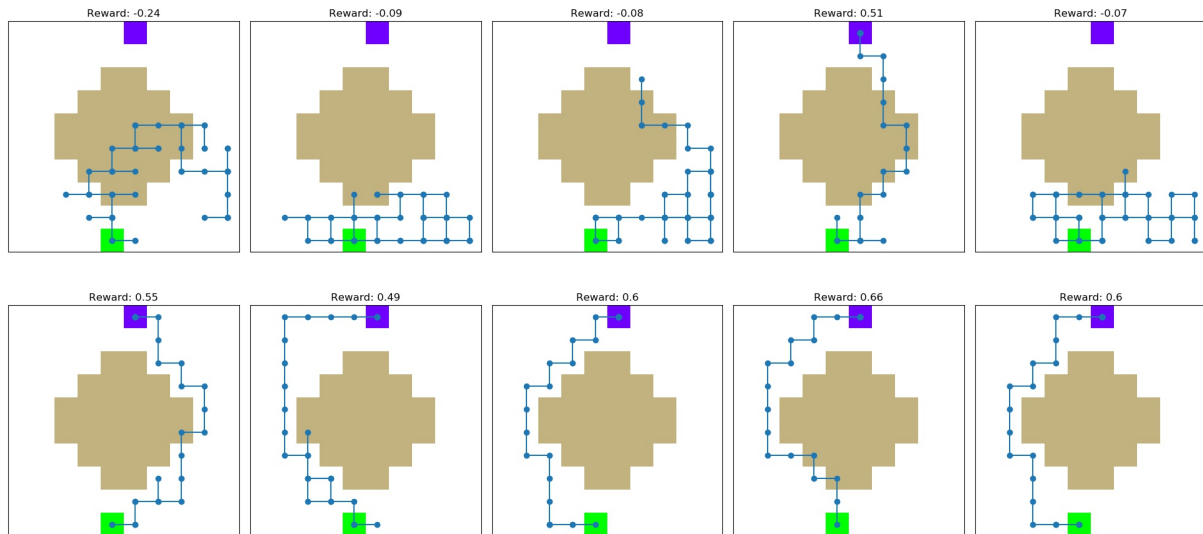 Reward: -0.24
Reward: -0.09
Reward: -0.08
Reward: 0.51
Reward: -0.07
Reward: 0.55
Reward: 0.49
Reward: 0.6
Reward: 0.66
Reward: 0.6